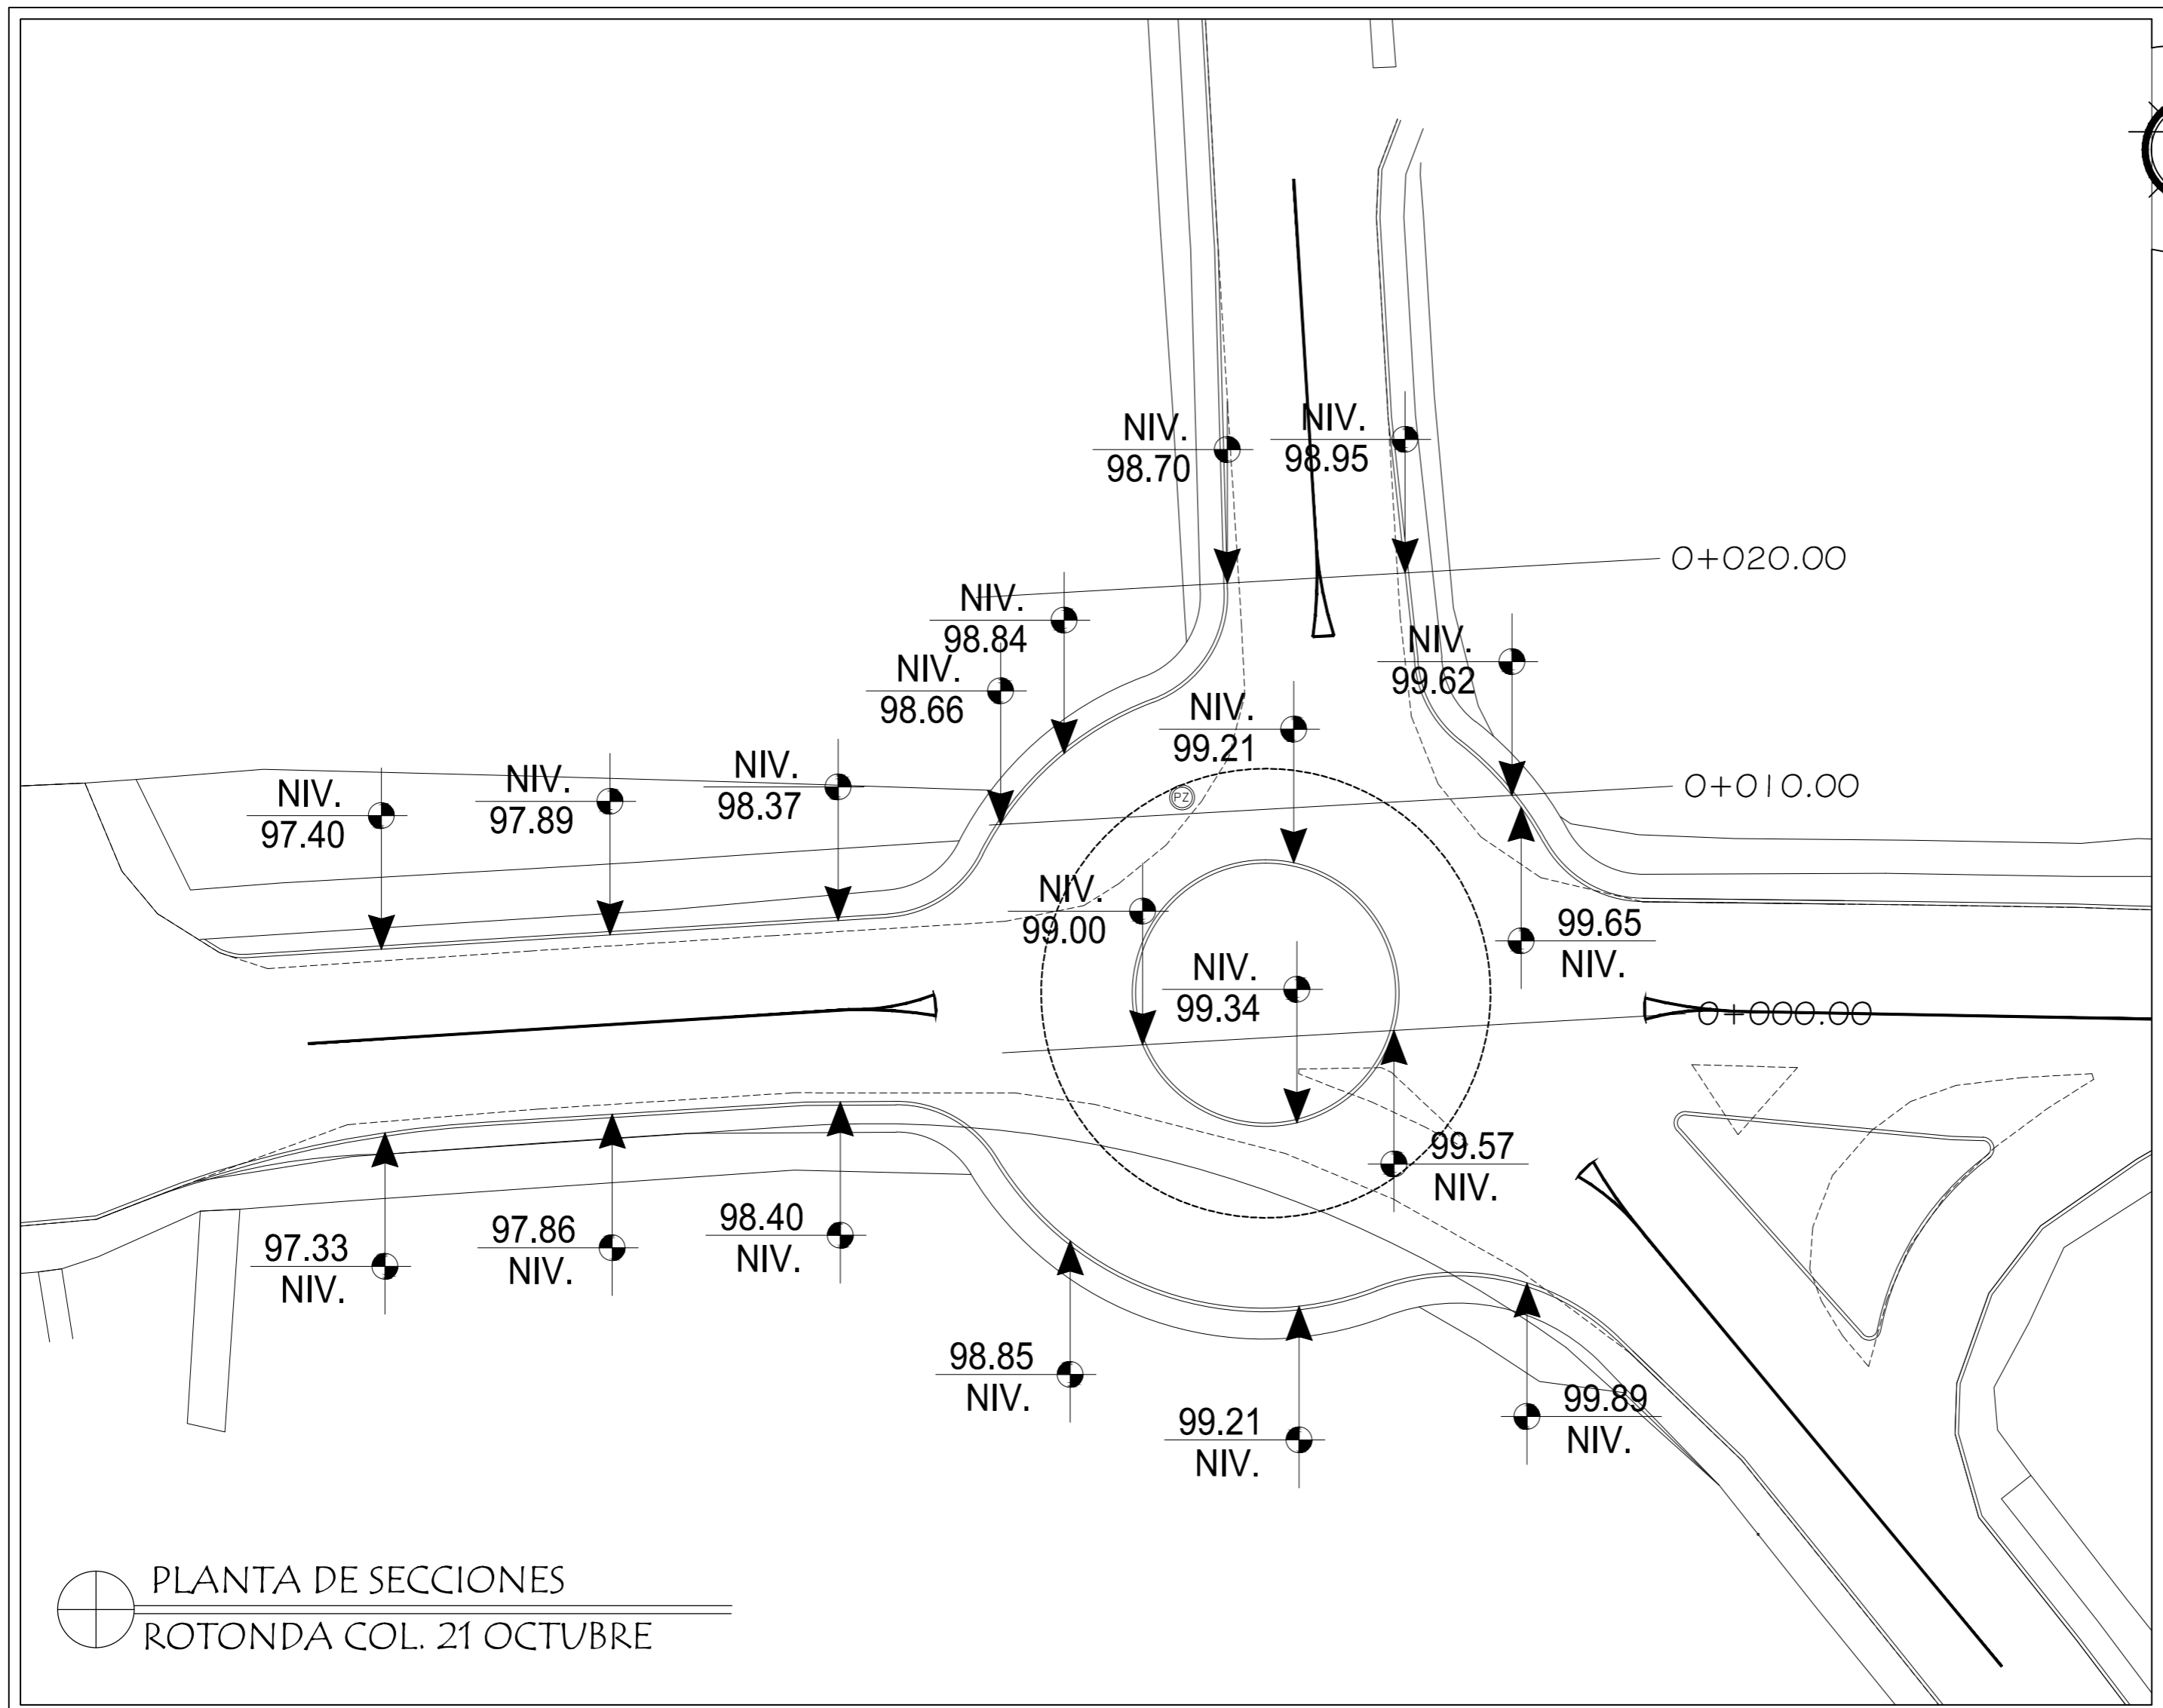 NIV.
98.70
NIV.
98.95
0+020.00
NIV.
98.84
NIV.
98.66
NIV.
99.62
NIV.
99.21
NIV.
98.37
NIV.
97.89
NIV.
97.40
0+010.00
PZ
NIV.
99.00
99.65
NIV.
NIV.
99.34
0+000.00
99.57
NIV.
98.40
NIV.
97.86
NIV.
97.33
NIV.
98.85
NIV.
99.21
NIV.
99.89
NIV.
PLANTA DE SECCIONES
ROTONDA COL. 21 OCTUBRE